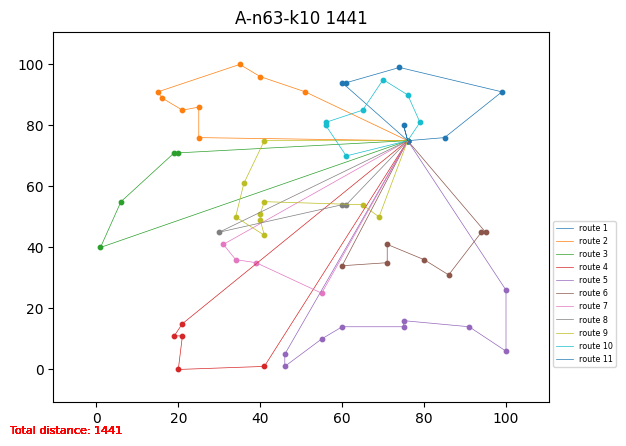 A-n63-k10 1441
100
80
60
40
20
0
0 20 40 60 80 100
route 1
route 2
route 3
route 4
route 5
route 6
route 7
route 8
route 9
route 10
route 11
Total distance: 1441